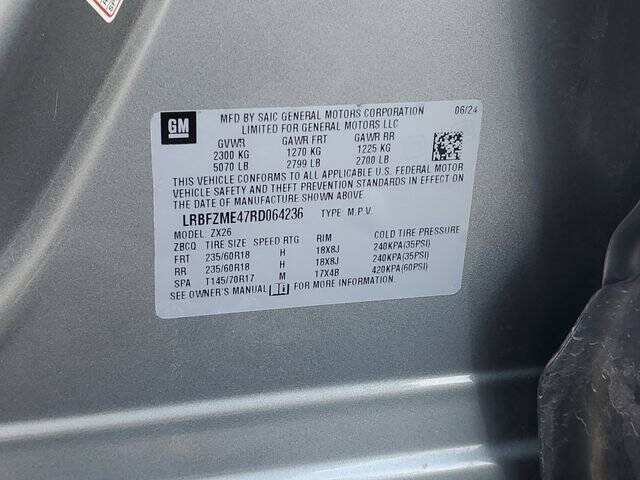 GM
MFD BY SAIC GENERAL MOTORS CORPORATION 06/24
LIMITED FOR GENERAL MOTORS LLC
GVWR GAWR FRT GAWR RR
2300 KG 1270 KG 1225 KG
5070 LB 2799 LB 2700 LB
THIS VEHICLE CONFORMS TO ALL APPLICABLE U.S. FEDERAL MOTOR
VEHICLE SAFETY AND THEFT PREVENTION STANDARDS IN EFFECT ON
THE DATE OF MANUFACTURE SHOWN ABOVE.
LRBFZME47RD064236 TYPE: M.P.V.
MODEL: ZX26
ZBCQ TIRE SIZE SPEED RTG RIM COLD TIRE PRESSURE
FRT 235/60R18 H 18X8J 240KPA(35PSI)
RR 235/60R18 H 18X8J 240KPA(35PSI)
SPA T145/70R17 M 17X4B 420KPA(60PSI)
SEE OWNER'S MANUAL FOR MORE INFORMATION.